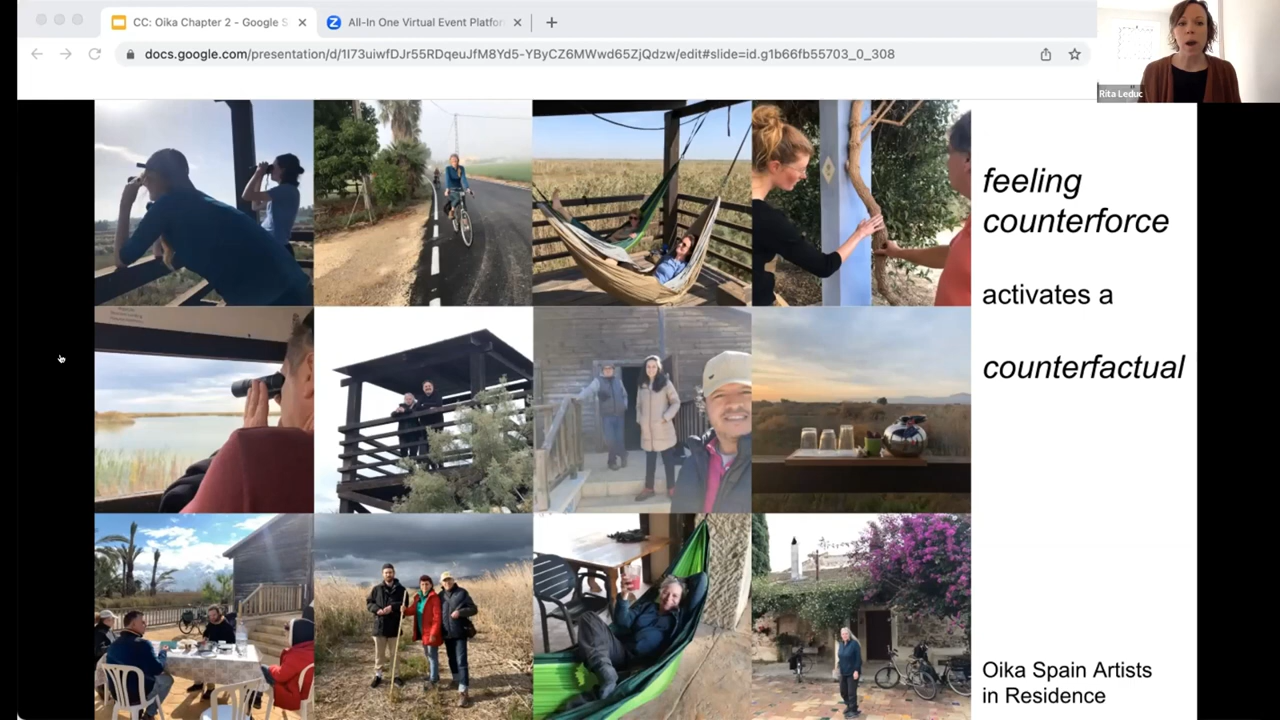 CC: Oika Chapter 2 - Google S
All-In One Virtual Event Platfor
docs.google.com/presentation/d/1I73uiwfDJr55RDqeuJfM8Yd5-YByCZ6MWwd65ZjQdzw/edit#slide=id.g1b66fb55703_0_308
Rita Leduc
feeling
counterforce
activates a
counterfactual
Oika Spain Artists
in Residence